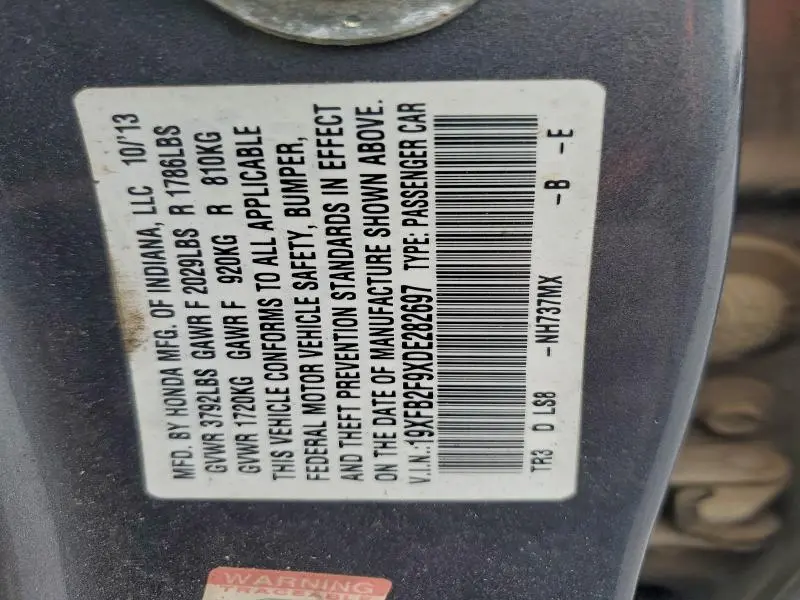 MFD. BY HONDA MFG. OF INDIANA, LLC 10/'13
GVWR 3792LBS GAWR F 2029LBS R 1786LBS
GVWR 1720KG GAWR F 920KG R 810KG
THIS VEHICLE CONFORMS TO ALL APPLICABLE
FEDERAL MOTOR VEHICLE SAFETY, BUMPER,
AND THEFT PREVENTION STANDARDS IN EFFECT
ON THE DATE OF MANUFACTURE SHOWN ABOVE.
V.I.N.: 19XFB2F9XDE282697 TYPE: PASSENGER CAR
TR3 D LS8 -NH737MX -B -E
WARNING
TRACEABLE